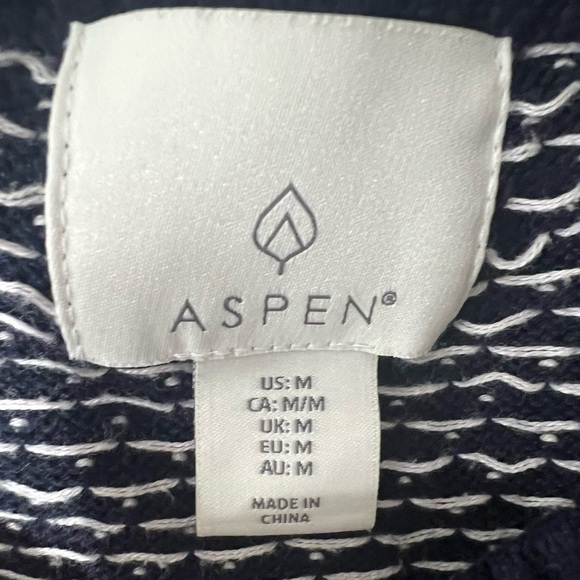 ASPEN®
US: M
CA: M/M
UK: M
EU: M
AU: M
MADE IN
CHINA